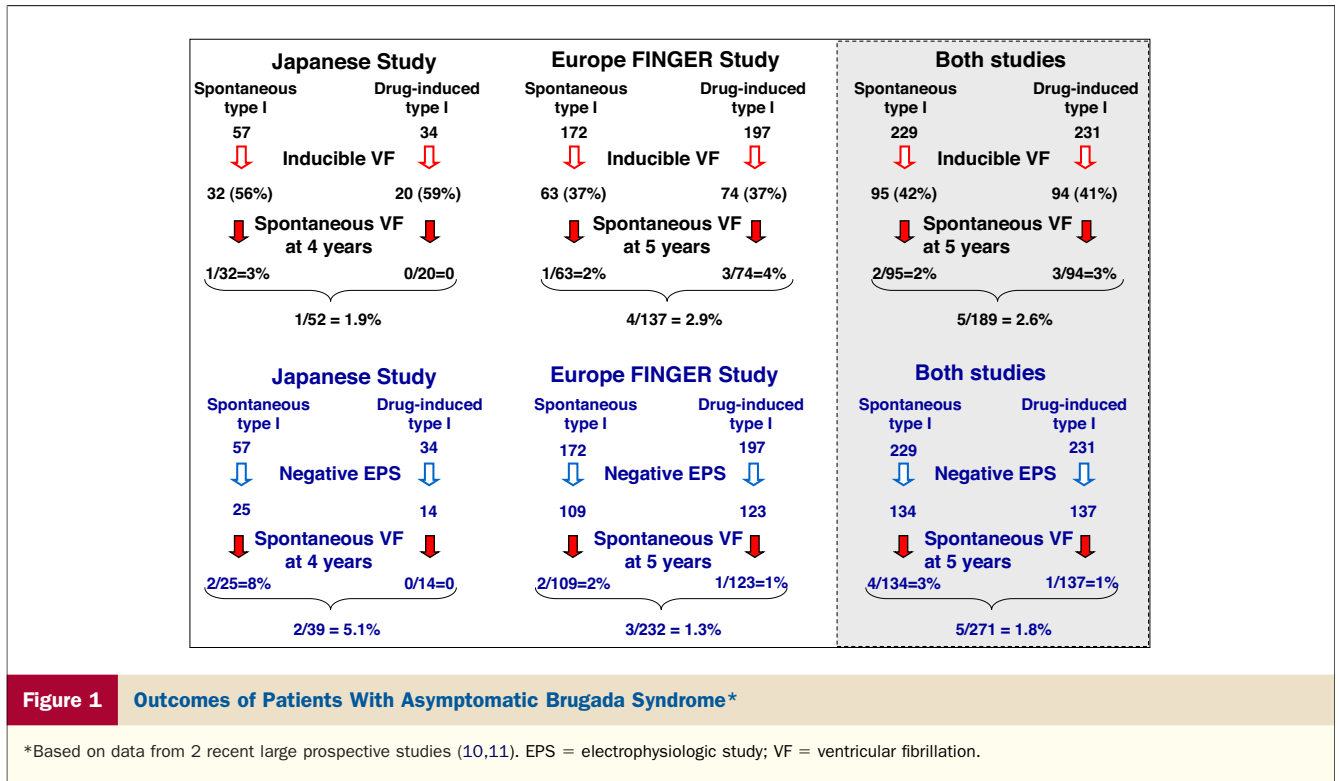 Japanese Study
Europe FINGER Study
Both studies
Spontaneous type I
Drug-induced type I
Spontaneous type I
Drug-induced type I
Spontaneous type I
Drug-induced type I
57
34
172
197
229
231
Inducible VF
Inducible VF
Inducible VF
32 (56%)
20 (59%)
63 (37%)
74 (37%)
95 (42%)
94 (41%)
Spontaneous VF at 4 years
Spontaneous VF at 5 years
Spontaneous VF at 5 years
1/32=3%
0/20=0
1/63=2%
3/74=4%
2/95=2%
3/94=3%
1/52 = 1.9%
4/137 = 2.9%
5/189 = 2.6%
Japanese Study
Europe FINGER Study
Both studies
Spontaneous type I
Drug-induced type I
Spontaneous type I
Drug-induced type I
Spontaneous type I
Drug-induced type I
57
34
172
197
229
231
Negative EPS
Negative EPS
Negative EPS
25
14
109
123
134
137
Spontaneous VF at 4 years
Spontaneous VF at 5 years
Spontaneous VF at 5 years
2/25=8%
0/14=0
2/109=2%
1/123=1%
4/134=3%
1/137=1%
2/39 = 5.1%
3/232 = 1.3%
5/271 = 1.8%
Figure 1 Outcomes of Patients With Asymptomatic Brugada Syndrome*
*Based on data from 2 recent large prospective studies (10,11). EPS = electrophysiologic study; VF = ventricular fibrillation.